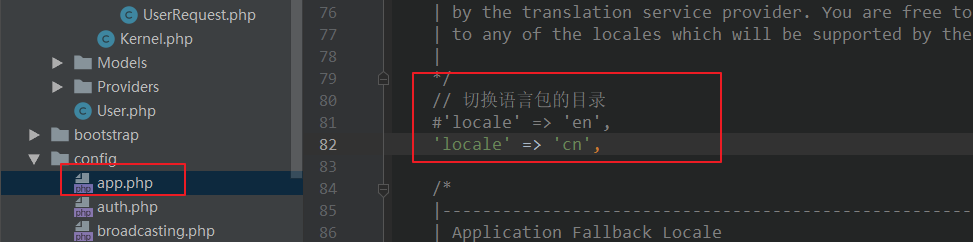 UserRequest.php
Kernel.php
Models
Providers
User.php
bootstrap
config
app.php
auth.php
broadcasting.php
76 | by the translation service provider. You are free to
77 | to any of the locales which will be supported by the
78 |
79 */
80 // 切换语言包的目录
81 #'locale' => 'en',
82 'locale' => 'cn',
83
84 /*
85 |-----------------------------------------------------
86 | Application Fallback Locale